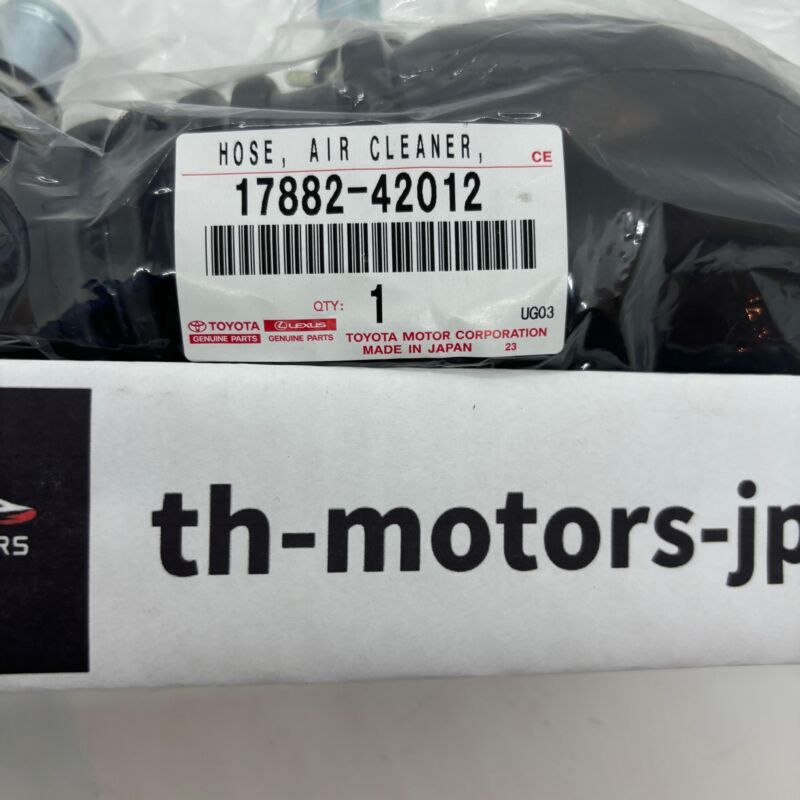 HOSE, AIR CLEANER,
CE
17882-42012
QTY: 1
UG03
TOYOTA
GENUINE PARTS
LEXUS
GENUINE PARTS
TOYOTA MOTOR CORPORATION
MADE IN JAPAN 23
RS
th-motors-jp